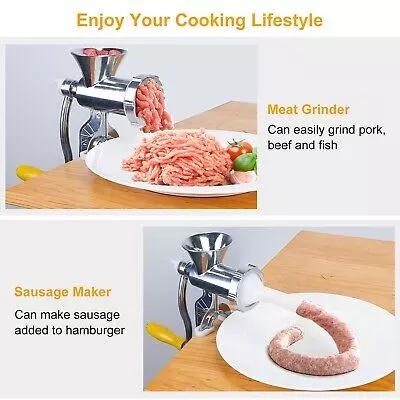 Enjoy Your Cooking Lifestyle
Meat Grinder
Can easily grind pork,
beef and fish
Sausage Maker
Can make sausage
added to hamburger